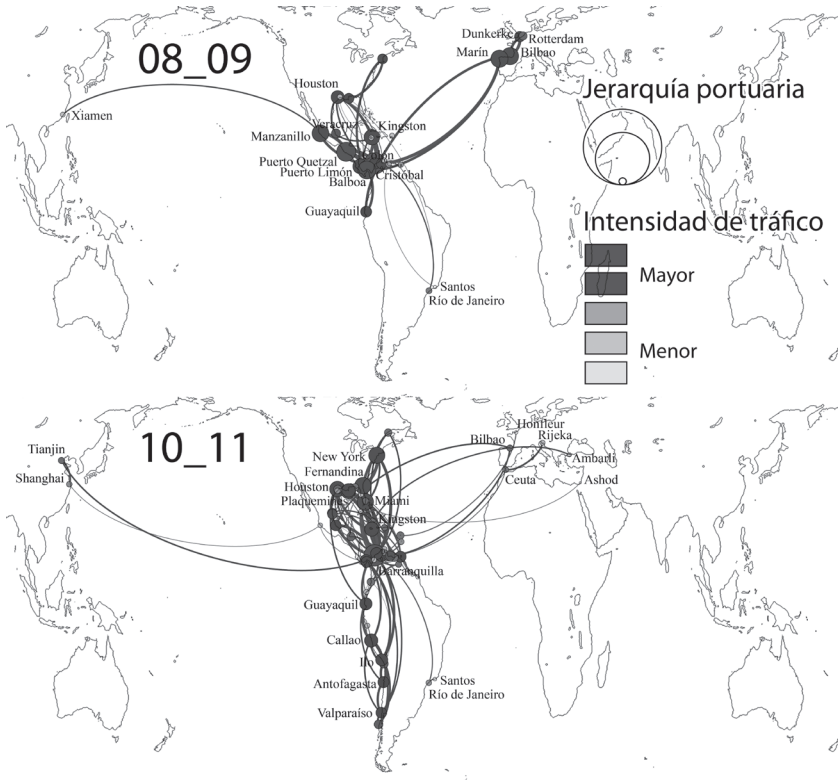 08_09
Dunkerke
Rotterdam
Marín
Bilbao
Jerarquía portuaria
Houston
Xiamen
Veracruz
Kingston
Manzanillo
Puerto Quetzal
Puerto Limón
Cristóbal
Balboa
Guayaquil
Intensidad de tráfico
Mayor
Menor
Santos
Río de Janeiro
10_11
Tianjin
Shanghai
New York
Fernandina
Houston
Miami
Kingston
Barranquilla
Bilbao
Honfleur
Rijeka
Ambarli
Ceuta
Ashod
Guayaquil
Callao
Ilo
Antofagasta
Santos
Río de Janeiro
Valparaíso